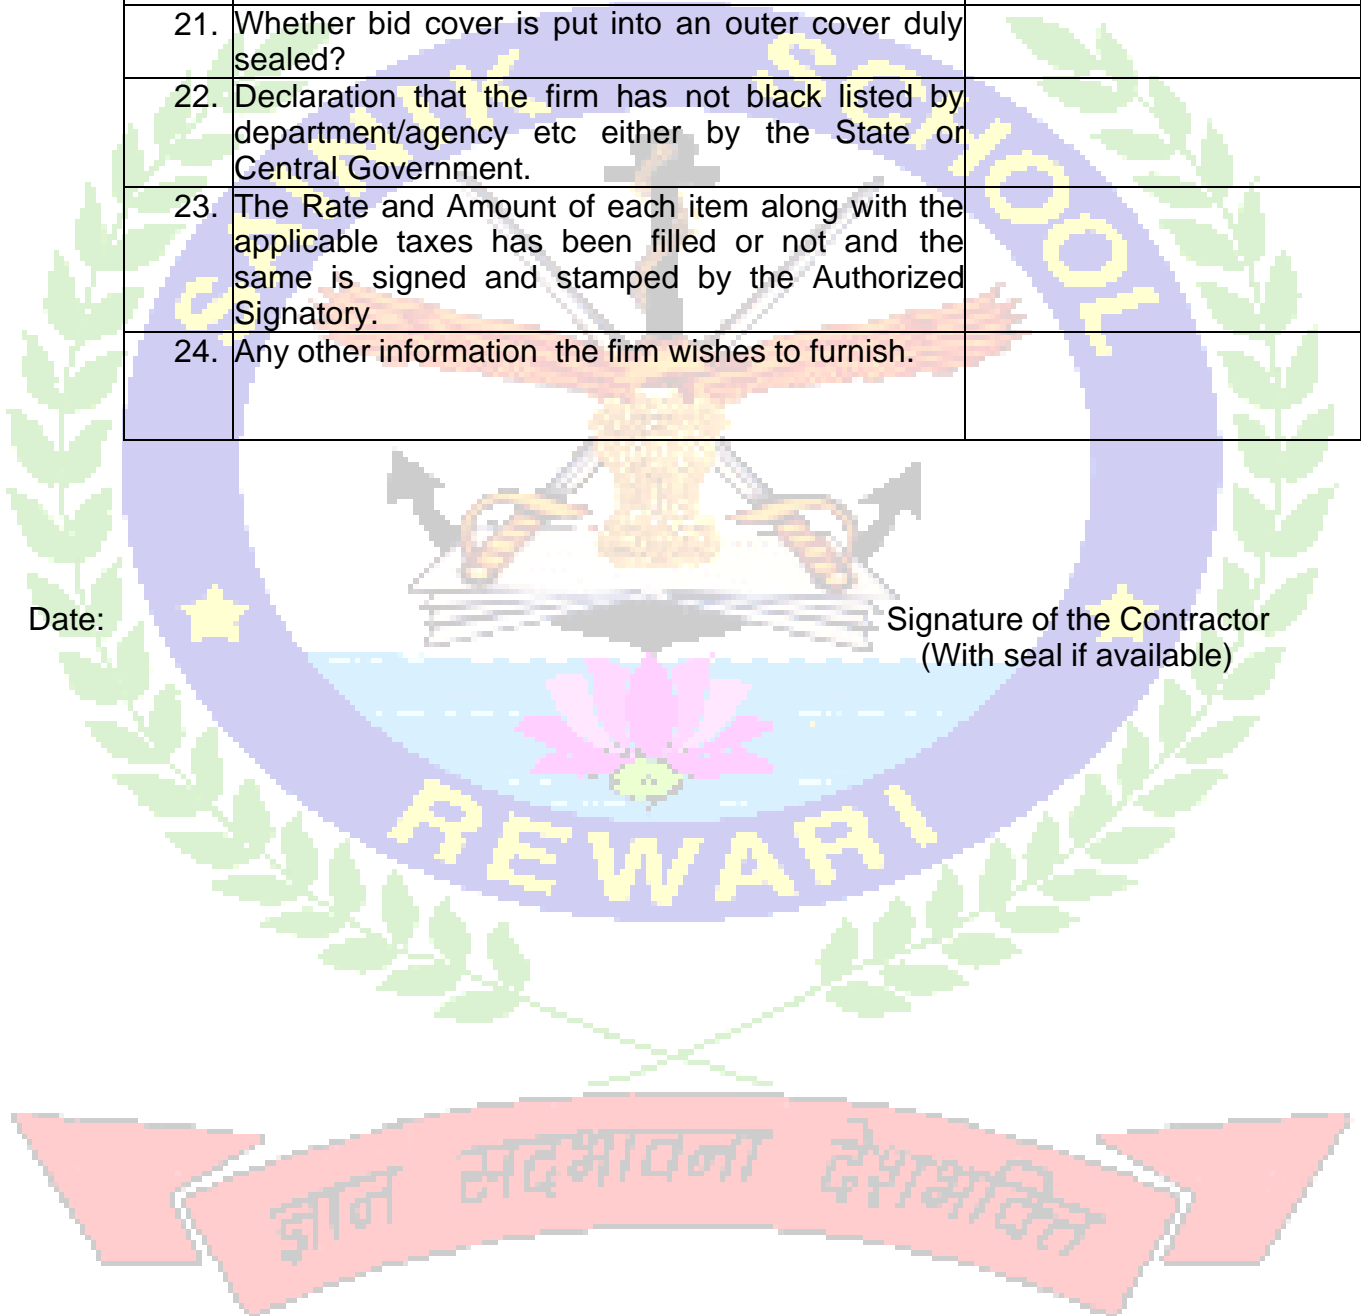 21. Whether bid cover is put into an outer cover duly
sealed?
22. Declaration that the firm has not black listed by
department/agency etc either by the State or
Central Government.
23. The Rate and Amount of each item along with the
applicable taxes has been filled or not and the
same is signed and stamped by the Authorized
Signatory.
24. Any other information the firm wishes to furnish.
Date:
Signature of the Contractor
(With seal if available)
SAINIK SCHOOL
REWARI
ज्ञान सदभावना देशभक्ति